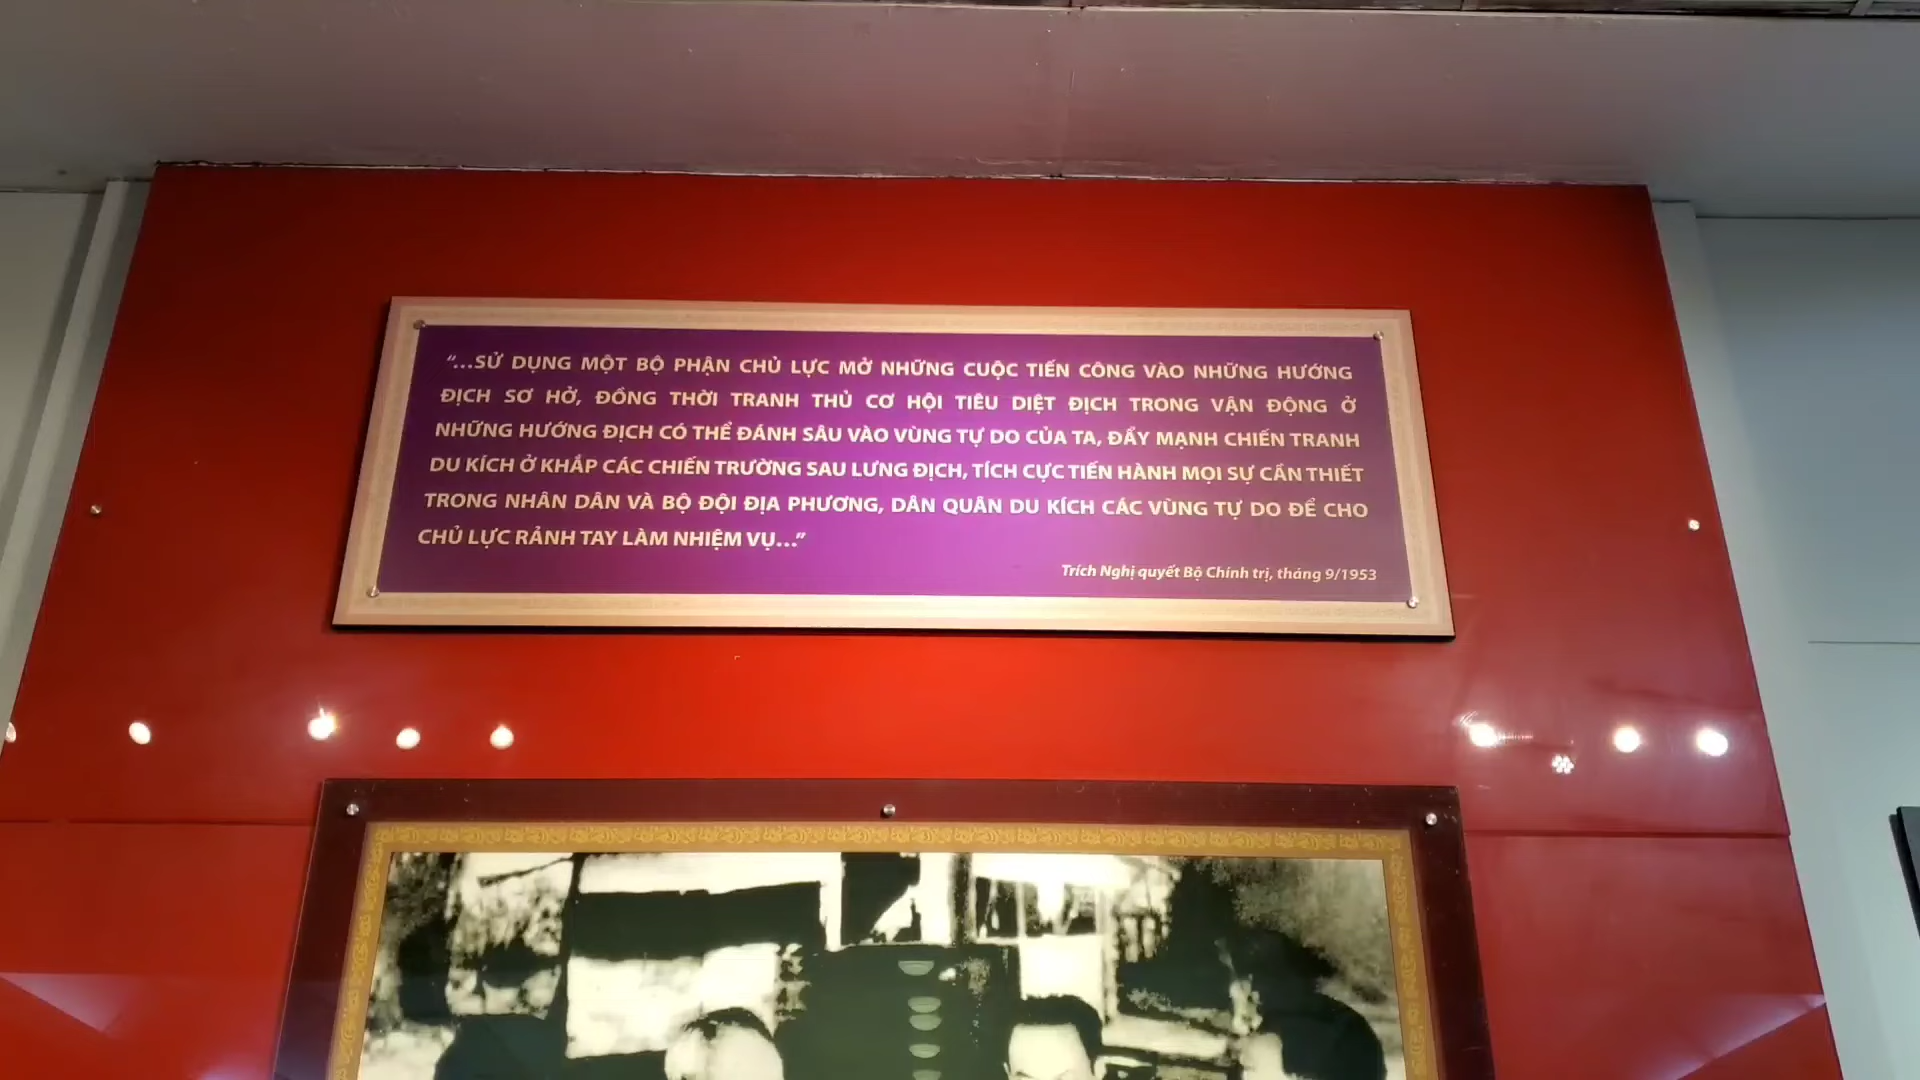 “...SỬ DỤNG MỘT BỘ PHẬN CHỦ LỰC MỞ NHỮNG CUỘC TIẾN CÔNG VÀO NHỮNG HƯỚNG
ĐỊCH SƠ HỞ, ĐỒNG THỜI TRANH THỦ CƠ HỘI TIÊU DIỆT ĐỊCH TRONG VẬN ĐỘNG Ở
NHỮNG HƯỚNG ĐỊCH CÓ THỂ ĐÁNH SÂU VÀO VÙNG TỰ DO CỦA TA, ĐẨY MẠNH CHIẾN TRANH
DU KÍCH Ở KHẮP CÁC CHIẾN TRƯỜNG SAU LƯNG ĐỊCH, TÍCH CỰC TIẾN HÀNH MỌI SỰ CẦN THIẾT
TRONG NHÂN DÂN VÀ BỘ ĐỘI ĐỊA PHƯƠNG, DÂN QUÂN DU KÍCH CÁC VÙNG TỰ DO ĐỂ CHO
CHỦ LỰC RẢNH TAY LÀM NHIỆM VỤ...”
Trích Nghị quyết Bộ Chính trị, tháng 9/1953